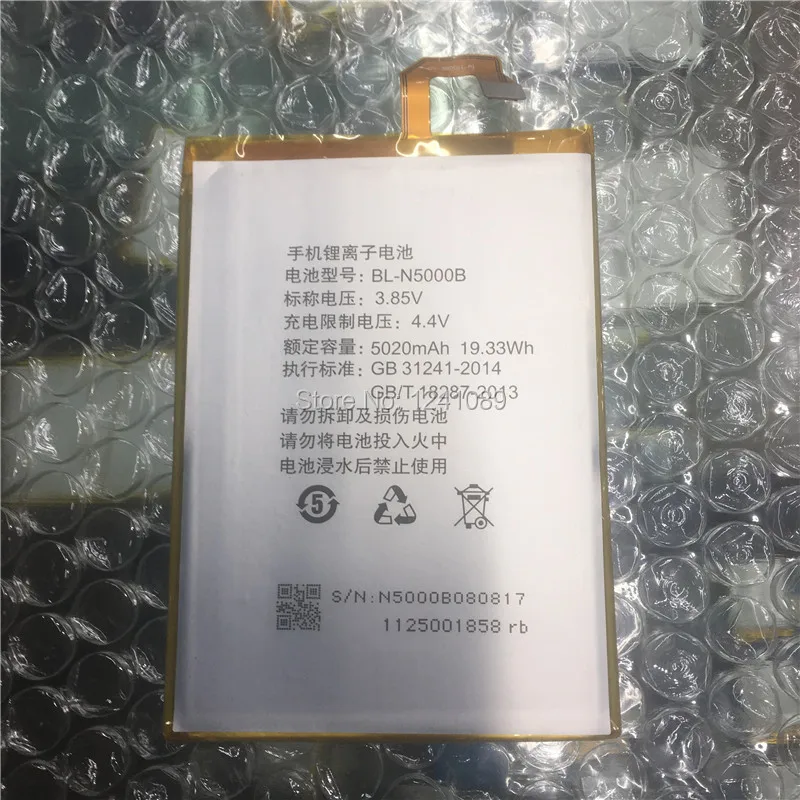 手机锂离子电池
电池型号: BL-N5000B
标称电压: 3.85V
充电限制电压: 4.4V
额定容量: 5020mAh 19.33Wh
执行标准: GB 31241-2014
GB/T 18287-2013
Store No: 1241089
请勿拆卸及损伤电池
请勿将电池投入火中
电池浸水后禁止使用
5
S/N:N5000B080817
1125001858 rb